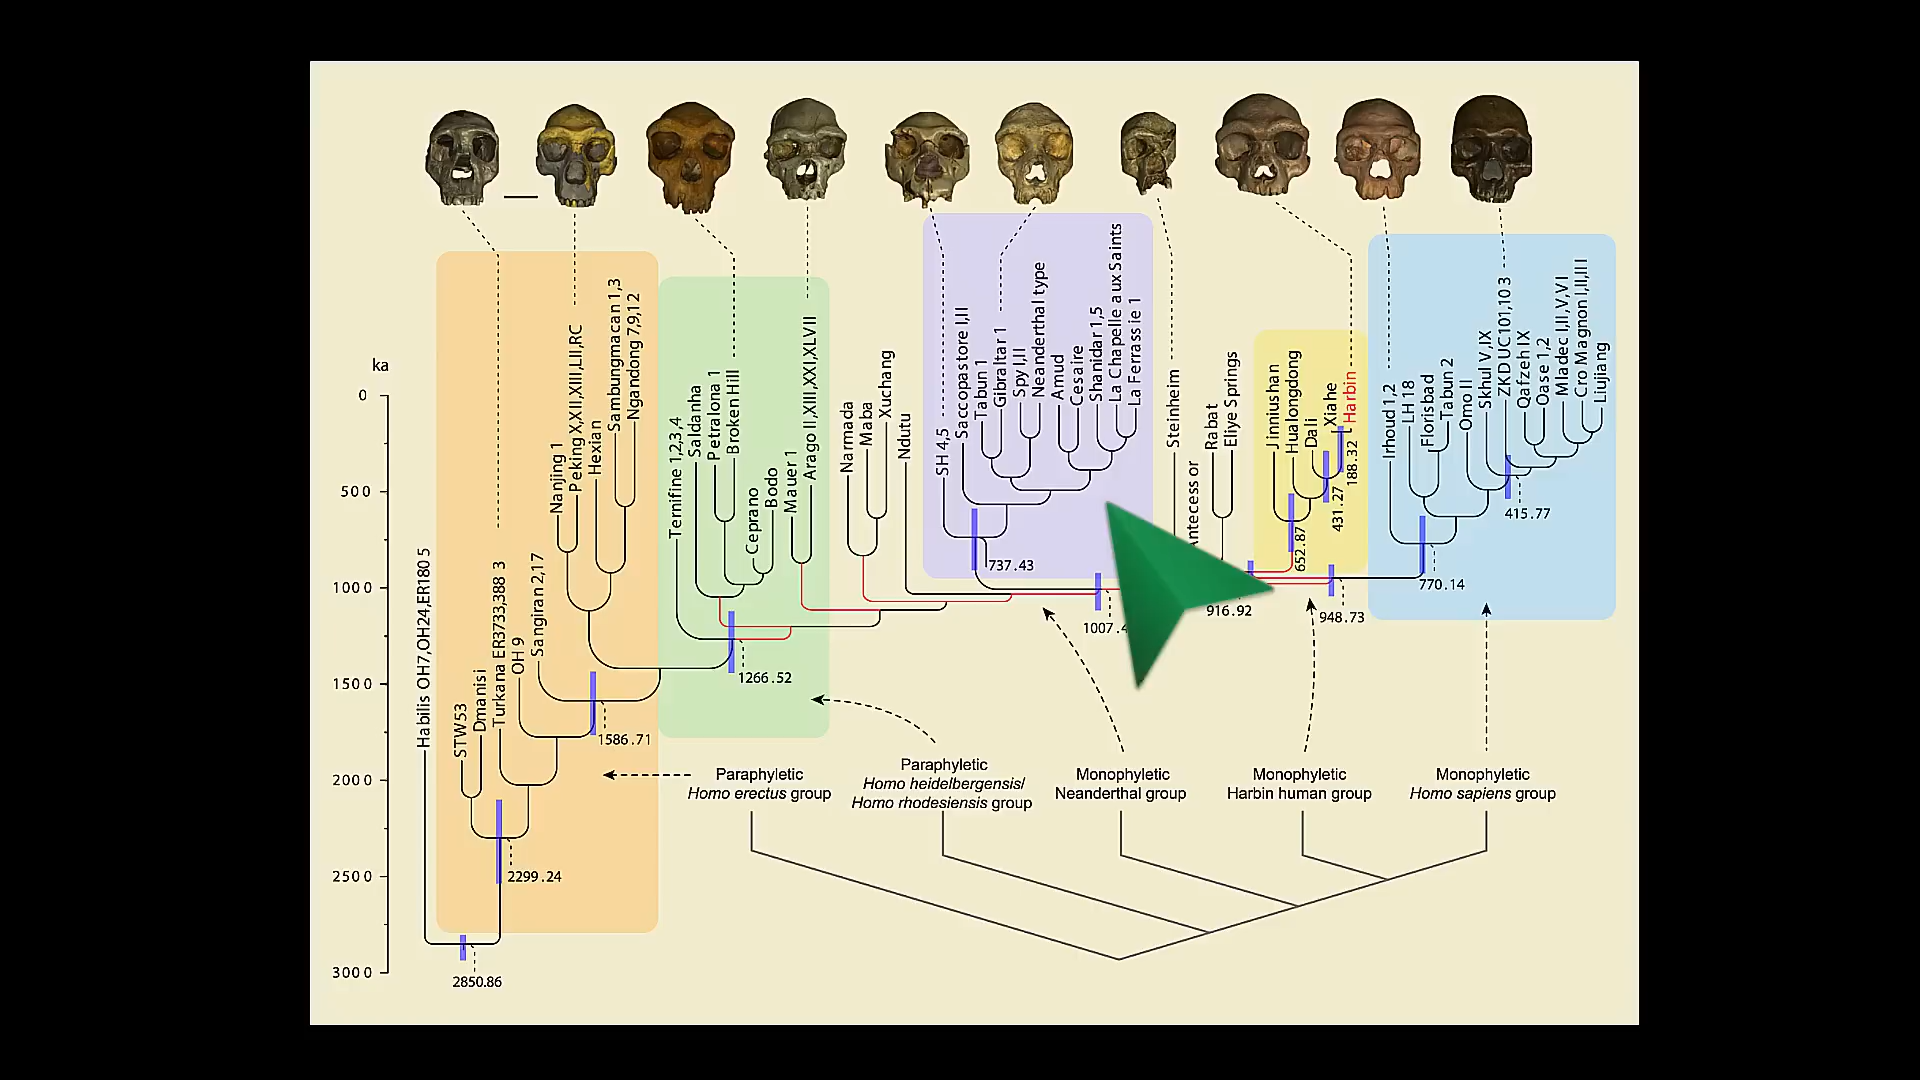 ka
0
500
1000
1500
2000
2500
3000
Habilis OH7,OH24,ER1805
STW53
Dmanisi
Turkana ER3733,3883
OH 9
Sangiran 2,17
Nanjing 1
Peking X,XII,XIII,LII,RC
Hexian
Sambungmacan 1,3
Ngandong 7,9,12
Ternifine 1,2,3,4
Saldanha
Petralona 1
Broken Hill
Ceprano
Bodo
Mauer 1
Arago II,XIII,XXI,XLVII
Narmada
Maba
Xuchang
Ndutu
SH 4,5
Saccopastore I,II
Tabun 1
Gibraltar 1
Spy I,II
Neanderthal type
Amud
Cesaire
Shanidar 1,5
La Chapelle aux Saints
La Ferrassie 1
Steinheim
Antecessor
Rabat
Eliye Springs
Jinniushan
Hualongdong
Dali
Xiahe
Harbin
Irhoud 1,2
LH 18
Florisbad
Tabun 2
Omo II
Skhul V,IX
ZKD UC101,103
Qafzeh IX
Oase 1,2
Mladec I,II,V,VI
Cro Magnon I,II,III
Liujiang
188.32
431.27
652.87
415.77
737.43
770.14
916.92
948.73
1007.4
1266.52
1586.71
2299.24
2850.86
Paraphyletic
Homo erectus group
Paraphyletic
Homo heidelbergensis/
Homo rhodesiensis group
Monophyletic
Neanderthal group
Monophyletic
Harbin human group
Monophyletic
Homo sapiens group